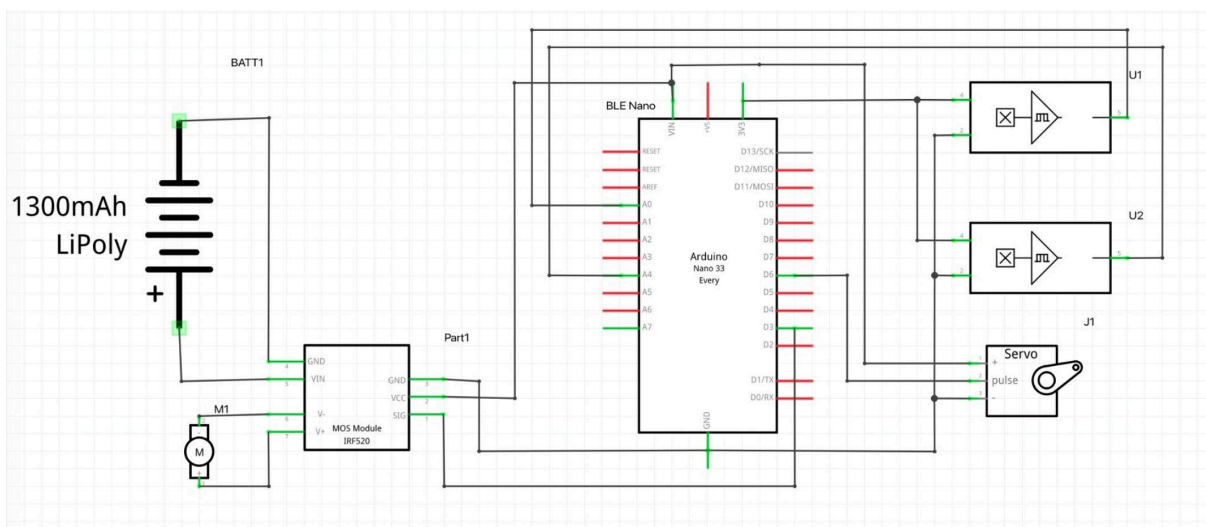 BATT1
1300mAh
LiPoly
+
M1
M
Part1
GND
VIN
V-
V+
GND
VCC
SIG
4
5
6
7
3
2
1
MOS Module
IRF520
BLE Nano
VIN
+5V
3V3
RESET
RESET
AREF
A0
A1
A2
A3
A4
A5
A6
A7
D13/SCK
D12/MISO
D11/MOSI
D10
D9
D8
D7
D6
D5
D4
D3
D2
D1/TX
D0/RX
GND
Arduino
Nano 33
Every
U1
4
2
5
U2
4
2
5
J1
Servo
+
pulse
-